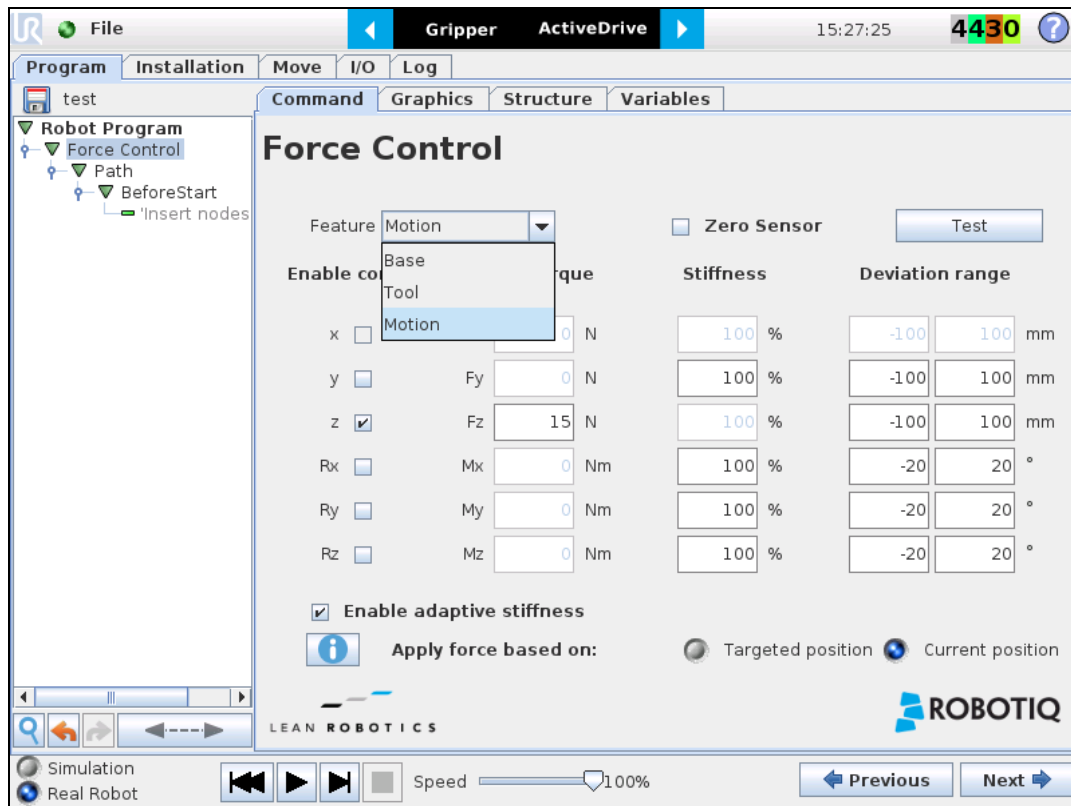 UR File Gripper ActiveDrive 15:27:25 4430 ?
Program Installation Move I/O Log
test Command Graphics Structure Variables
Robot Program
Force Control
Path
BeforeStart
'Insert nodes
Force Control
Feature Motion Zero Sensor Test
Base
Tool
Motion
Enable co rque Stiffness Deviation range
x 0 N 100 % -100 100 mm
y Fy 0 N 100 % -100 100 mm
z Fz 15 N 100 % -100 100 mm
Rx Mx 0 Nm 100 % -20 20 °
Ry My 0 Nm 100 % -20 20 °
Rz Mz 0 Nm 100 % -20 20 °
Enable adaptive stiffness
i Apply force based on: Targeted position Current position
LEAN ROBOTICS ROBOTIQ
Simulation
Real Robot
Speed 100% Previous Next